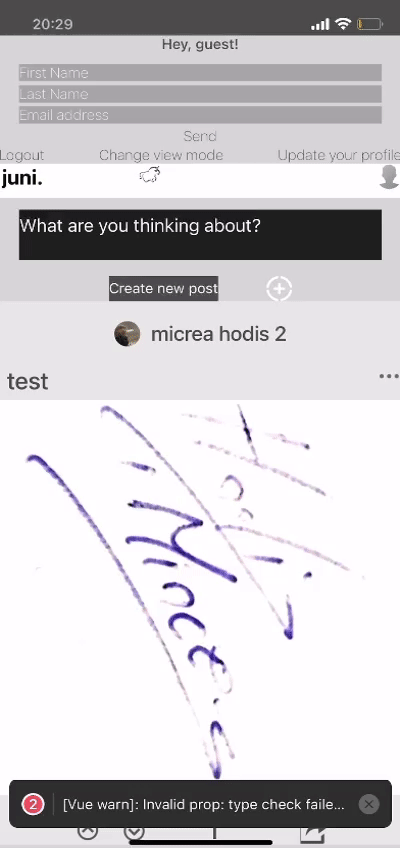 20:29
Hey, guest!
First Name
Last Name
Email address
Send
Logout Change view mode Update your profile
juni.
What are you thinking about?
Create new post
micrea hodis 2
test
2 [Vue warn]: Invalid prop: type check faile...